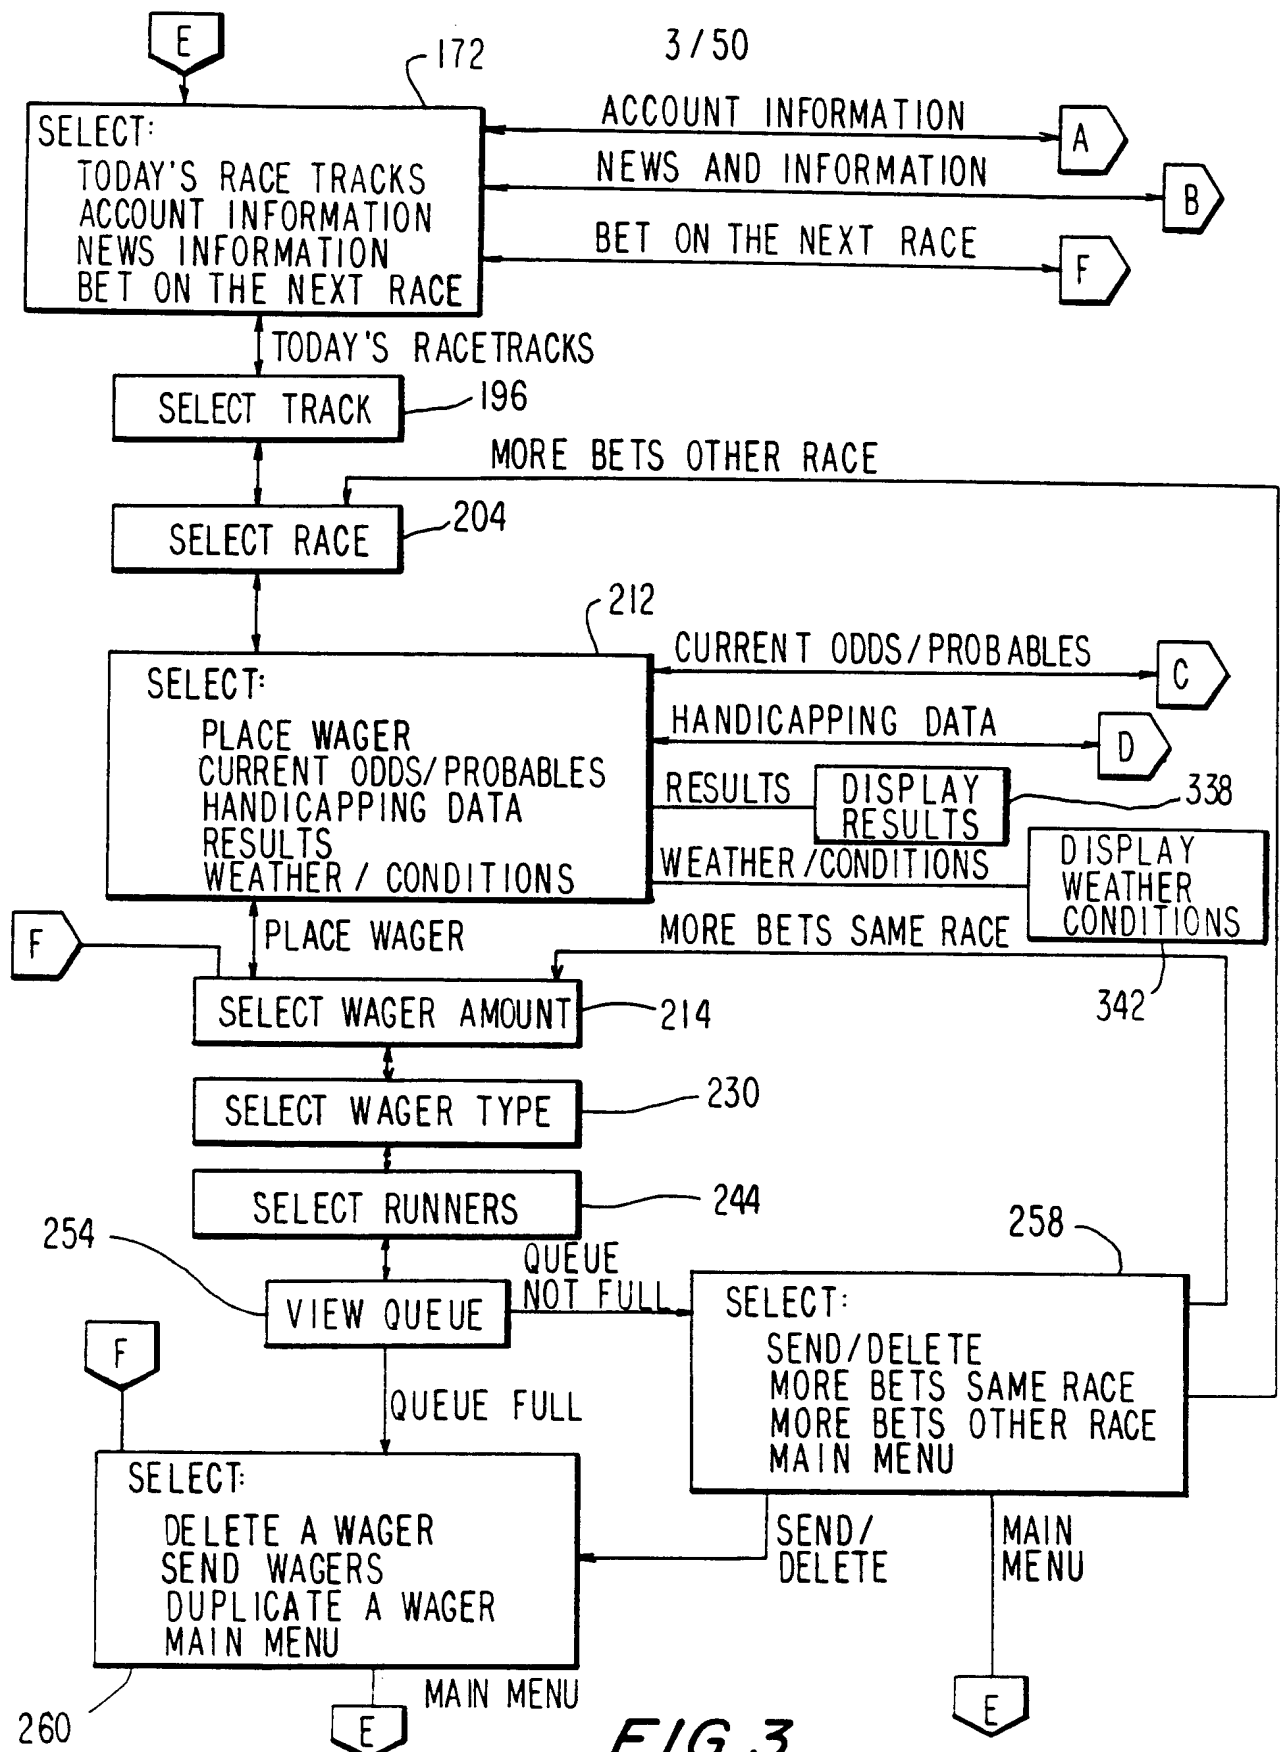 E
3/50
172
SELECT:
TODAY'S RACE TRACKS
ACCOUNT INFORMATION
NEWS INFORMATION
BET ON THE NEXT RACE
ACCOUNT INFORMATION
A
NEWS AND INFORMATION
B
BET ON THE NEXT RACE
F
TODAY'S RACETRACKS
SELECT TRACK
196
MORE BETS OTHER RACE
SELECT RACE
204
212
SELECT:
PLACE WAGER
CURRENT ODDS/PROBABLES
HANDICAPPING DATA
RESULTS
WEATHER / CONDITIONS
CURRENT ODDS/PROBABLES
C
HANDICAPPING DATA
D
RESULTS
DISPLAY
RESULTS
338
WEATHER/CONDITIONS
DISPLAY
WEATHER
CONDITIONS
342
F
PLACE WAGER
MORE BETS SAME RACE
SELECT WAGER AMOUNT
214
SELECT WAGER TYPE
230
SELECT RUNNERS
244
254
VIEW QUEUE
QUEUE
NOT FULL
258
SELECT:
SEND/DELETE
MORE BETS SAME RACE
MORE BETS OTHER RACE
MAIN MENU
F
QUEUE FULL
SELECT:
DELETE A WAGER
SEND WAGERS
DUPLICATE A WAGER
MAIN MENU
SEND/
DELETE
MAIN
MENU
260
MAIN MENU
E
E
FIG.3